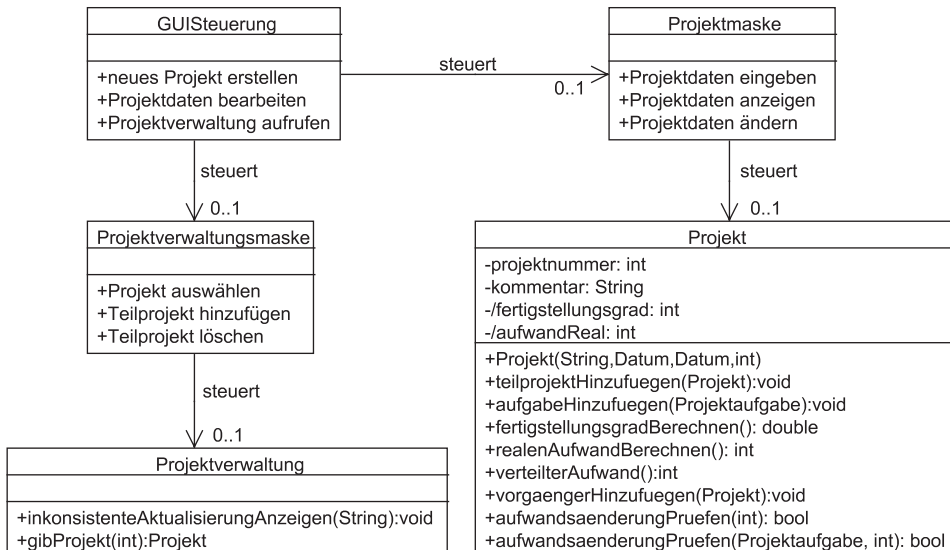 GUISteuerung
+neues Projekt erstellen
+Projektdaten bearbeiten
+Projektverwaltung aufrufen
steuert
0..1
Projektmaske
+Projektdaten eingeben
+Projektdaten anzeigen
+Projektdaten ändern
steuert
0..1
steuert
0..1
Projektverwaltungsmaske
+Projekt auswählen
+Teilprojekt hinzufügen
+Teilprojekt löschen
steuert
0..1
Projektverwaltung
+inkonsistenteAktualisierungAnzeigen(String):void
+gibProjekt(int):Projekt
Projekt
-projektnummer: int
-kommentar: String
-/fertigstellungsgrad: int
-/aufwandReal: int
+Projekt(String,Datum,Datum,int)
+teilprojektHinzufuegen(Projekt):void
+aufgabeHinzufuegen(Projektaufgabe):void
+fertigstellungsgradBerechnen(): double
+realenAufwandBerechnen(): int
+verteilterAufwand():int
+vorgaengerHinzufuegen(Projekt):void
+aufwandsaenderungPruefen(int): bool
+aufwandsaenderungPruefen(Projektaufgabe, int): bool